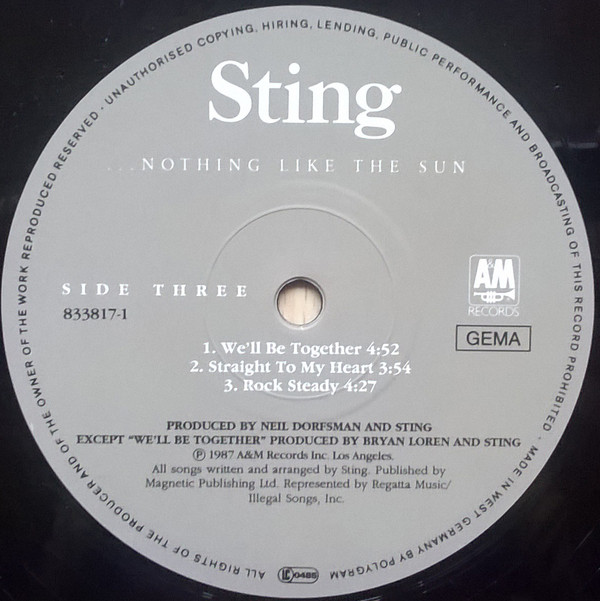 Sting
...NOTHING LIKE THE SUN
SIDE THREE
833817-1
A&M
RECORDS
GEMA
1. We'll Be Together 4:52
2. Straight To My Heart 3:54
3. Rock Steady 4:27
PRODUCED BY NEIL DORFSMAN AND STING
EXCEPT "WE'LL BE TOGETHER" PRODUCED BY BRYAN LOREN AND STING
Ⓟ 1987 A&M Records Inc. Los Angeles.
All songs written and arranged by Sting. Published by
Magnetic Publishing Ltd. Represented by Regatta Music/
Illegal Songs, Inc.
ALL RIGHTS OF THE PRODUCER AND OF THE OWNER OF THE WORK REPRODUCED RESERVED · UNAUTHORISED COPYING, HIRING, LENDING, PUBLIC PERFORMANCE AND BROADCASTING OF THIS RECORD PROHIBITED · MADE IN WEST GERMANY BY POLYGRAM
LC 0485